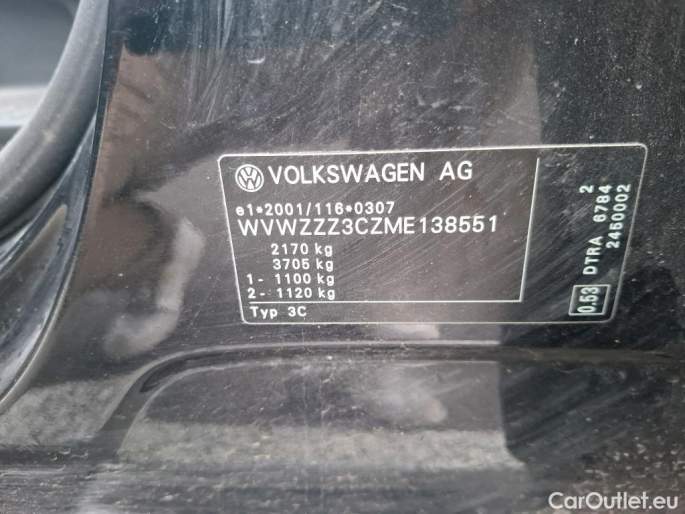 VOLKSWAGEN AG
e1*2001/116*0307
WVWZZZ3CZME138551
2170 kg
3705 kg
1- 1100 kg
2- 1120 kg
Typ 3C
0.53 DTRA 6784 2
2450002
CarOutlet.eu